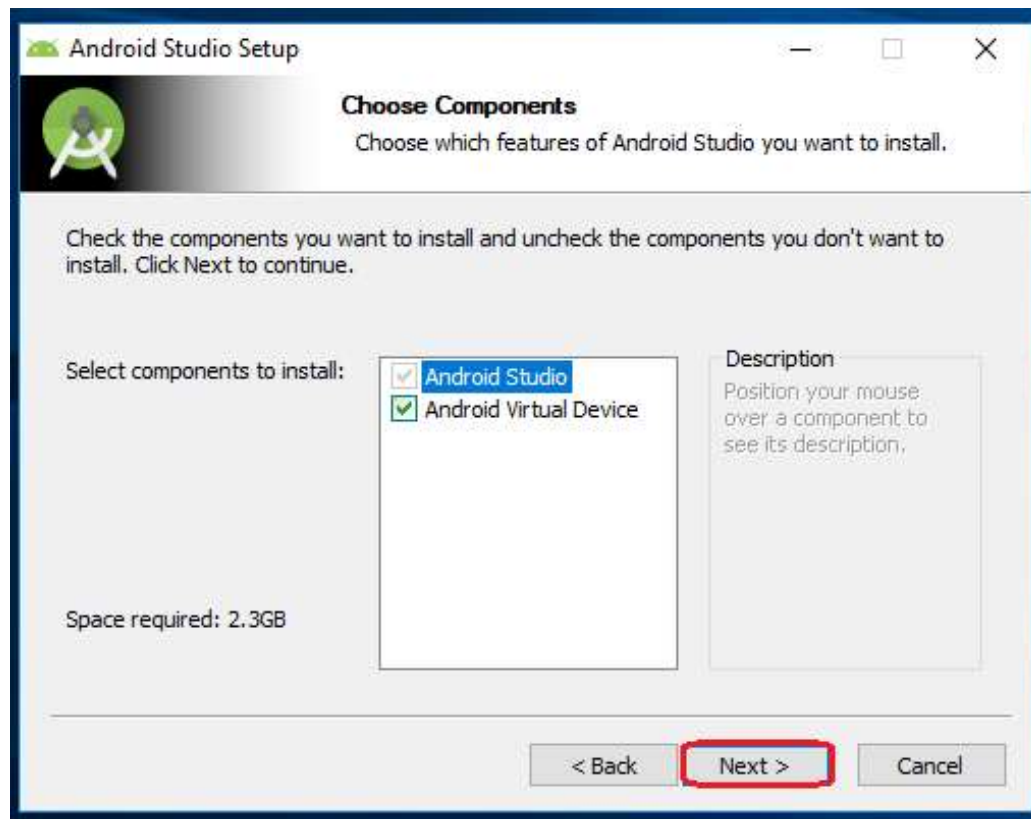 Android Studio Setup
Choose Components
Choose which features of Android Studio you want to install.
Check the components you want to install and uncheck the components you don't want to
install. Click Next to continue.
Select components to install:
Android Studio
Android Virtual Device
Description
Position your mouse
over a component to
see its description.
Space required: 2.3GB
< Back
Next >
Cancel